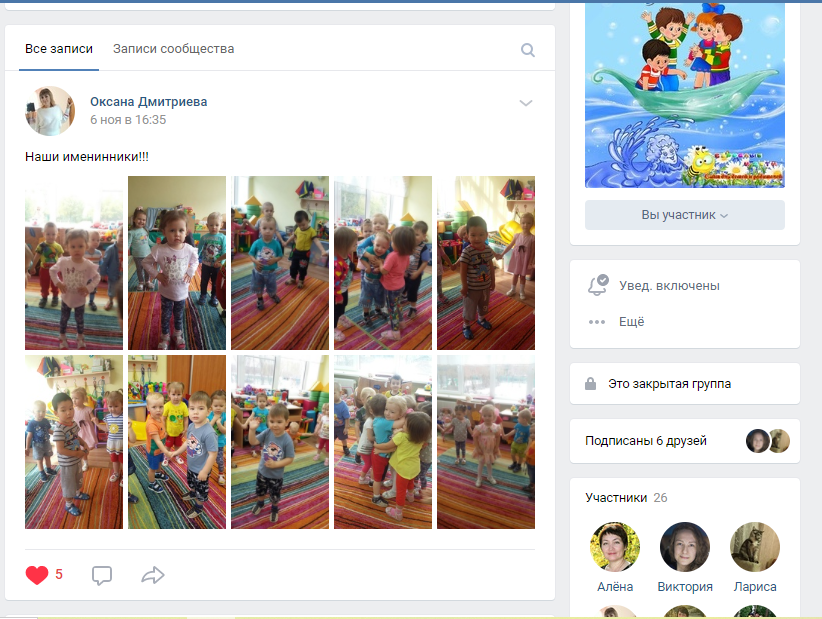 Все записи
Записи сообщества
Оксана Дмитриева
6 ноя в 16:35
Наши именинники!!!
5
Вы участник
Увед. включены
Ещё
Это закрытая группа
Подписаны 6 друзей
Участники 26
Алёна
Виктория
Лариса